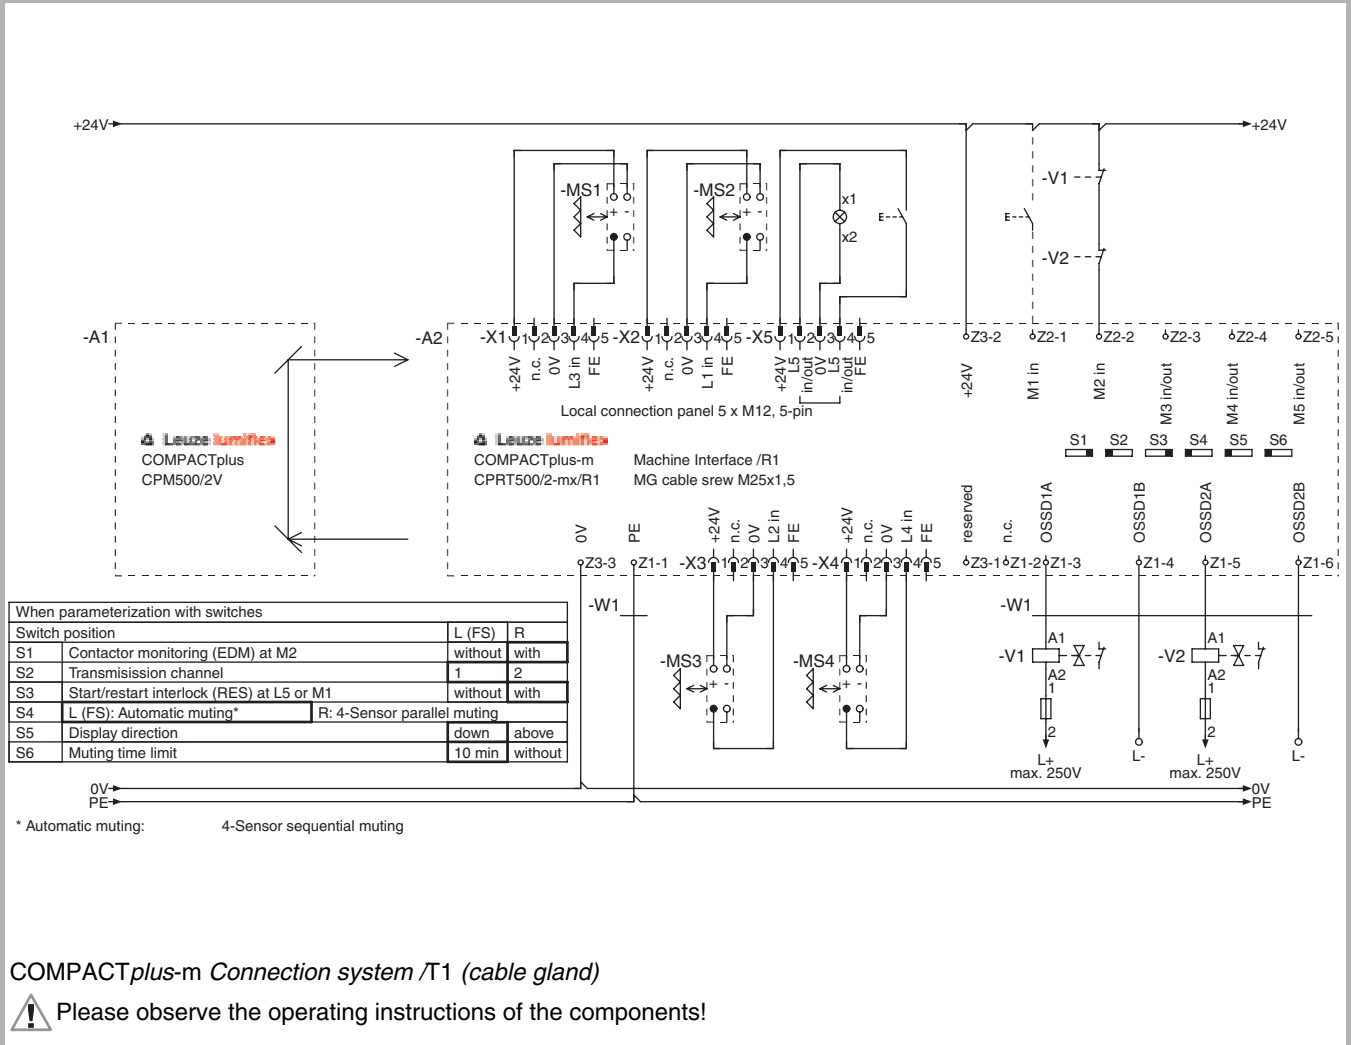 +24V
+24V
-V1
-MS1
+ -
-MS2
+ -
x1
x2
E
E
-V2
-A1
-A2
-X1 1 2 3 4 5
-X2 1 2 3 4 5
-X5 1 2 3 4 5
Z3-2
Z2-1
Z2-2
Z2-3
Z2-4
Z2-5
+24V
n.c.
0V
L3 in
FE
+24V
n.c.
0V
L1 in
FE
+24V
L5
in/out
0V
L5
in/out
FE
+24V
M1 in
M2 in
M3 in/out
M4 in/out
M5 in/out
Local connection panel 5 x M12, 5-pin
Leuze lumiflex
COMPACTplus
CPM500/2V
Leuze lumiflex
COMPACTplus-m
CPRT500/2-mx/R1
Machine Interface /R1
MG cable srew M25x1,5
S1
S2
S3
S4
S5
S6
0V
PE
+24V
n.c.
0V
L2 in
FE
+24V
n.c.
0V
L4 in
FE
reserved
n.c.
OSSD1A
OSSD1B
OSSD2A
OSSD2B
Z3-3
Z1-1
-X3 1 2 3 4 5
-X4 1 2 3 4 5
Z3-1
Z1-2
Z1-3
Z1-4
Z1-5
Z1-6
-W1
-W1
When parameterization with switches
Switch position L (FS) R
S1 Contactor monitoring (EDM) at M2 without with
S2 Transmisission channel 1 2
S3 Start/restart interlock (RES) at L5 or M1 without with
S4 L (FS): Automatic muting* R: 4-Sensor parallel muting
S5 Display direction down above
S6 Muting time limit 10 min without
-MS3
+ -
-MS4
+ -
-V1
A1
A2
1
2
L+
max. 250V
L-
-V2
A1
A2
1
2
L+
max. 250V
L-
0V
0V
PE
PE
* Automatic muting: 4-Sensor sequential muting
COMPACTplus-m Connection system /T1 (cable gland)
Please observe the operating instructions of the components!